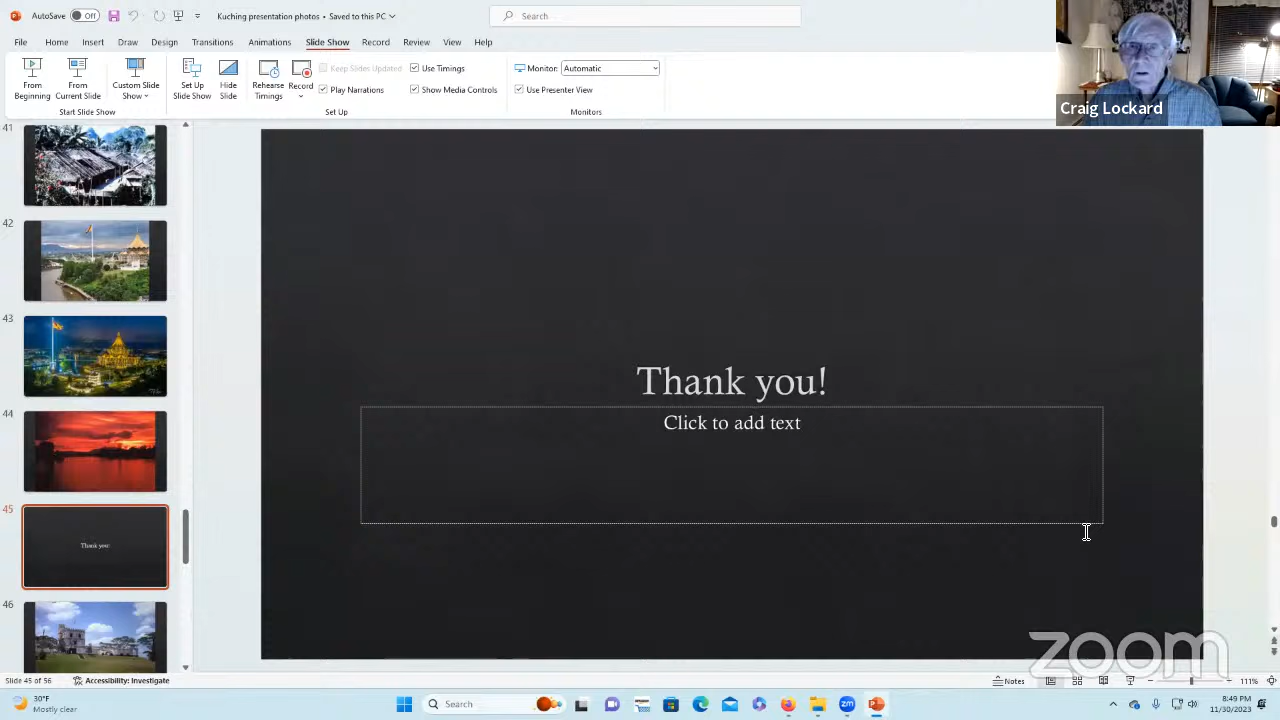 AutoSave Off Kuching presentation photos • Saved to this PC Search
File Home Insert Draw Design Transitions Animations Slide Show Record Review View Help
From Beginning
From Current Slide
Custom Slide Show
Start Slide Show
Set Up Slide Show
Hide Slide
Rehearse Timings
Record
Keep Slides Updated
Use Timings
Play Narrations
Show Media Controls
Set Up
Monitor: Automatic
Use Presenter View
Monitors
Craig Lockard
41
42
43
44
45
Thank you!
46
Thank you!
Click to add text
zoom
Slide 45 of 56 Accessibility: Investigate Notes 111%
30°F
Mostly clear
Search
zm
8:49 PM
11/30/2023